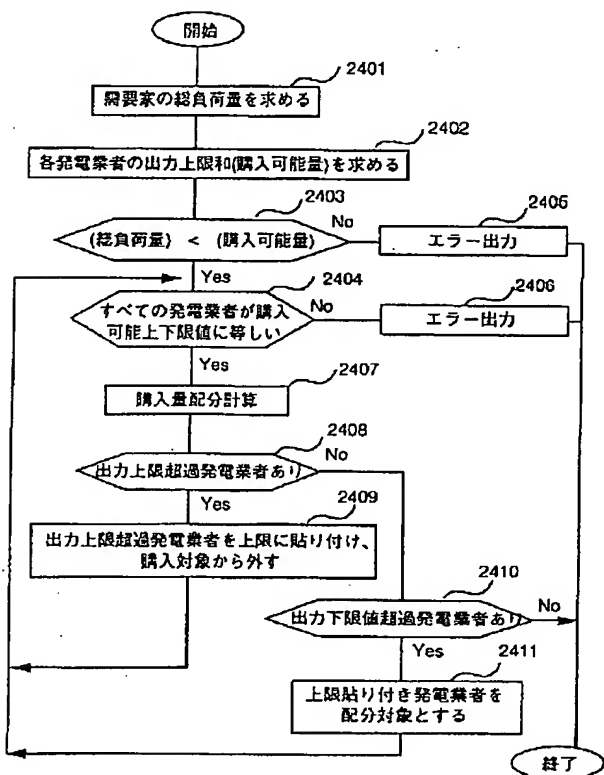 開始
2401
需要家の総負荷量を求める
2402
各発電業者の出力上限和(購入可能量)を求める
2403
(総負荷量) < (購入可能量)
No
2405
エラー出力
Yes
2404
すべての発電業者が購入
可能上下限値に等しい
No
2406
エラー出力
Yes
2407
購入量配分計算
2408
出力上限超過発電業者あり
No
Yes
2409
出力上限超過発電業者を上限に貼り付け、
購入対象から外す
2410
出力下限値超過発電業者あり
No
Yes
2411
上限貼り付き発電業者を
配分対象とする
終了